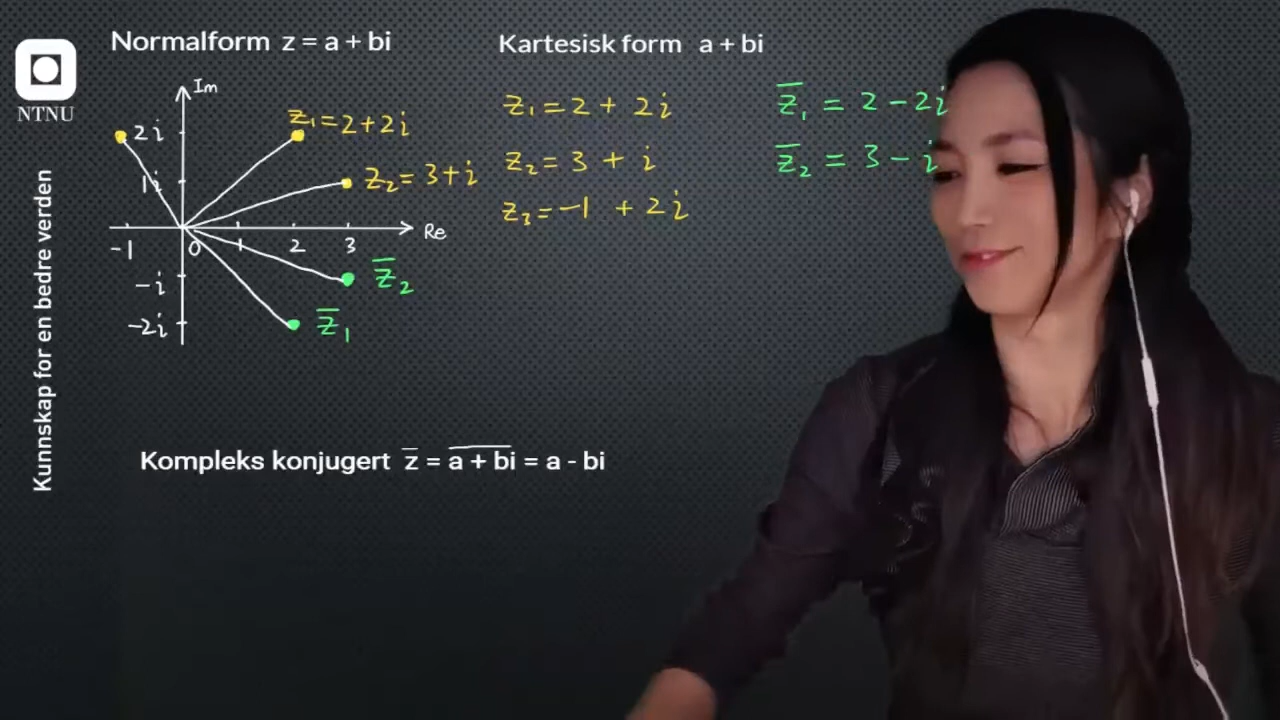 Normalform z = a + bi
Kartesisk form a + bi
NTNU
Kunnskap for en bedre verden
Im
2i
1i
-1
0
1
2
3
Re
-i
-2i
z₁=2+2i
z₂=3+i
z̅₂
z̅₁
z₁=2+2i
z₂=3+i
z₃=-1+2i
z̅₁=2-2i
z̅₂=3-i
Kompleks konjugert z̅ = a̅ ̅+̅ ̅b̅i̅ = a - bi